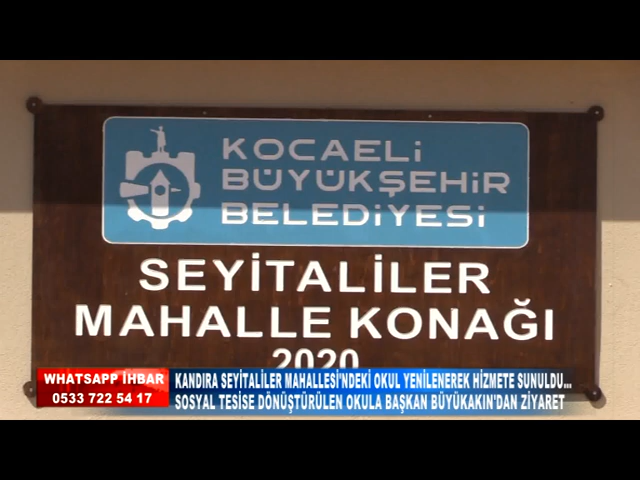 KOCAELİ
BÜYÜKŞEHİR
BELEDİYESİ
SEYİTALİLER
MAHALLE KONAĞI
2020
WHATSAPP İHBAR
0533 722 54 17
KANDIRA SEYİTALİLER MAHALLESİ'NDEKİ OKUL YENİLENEREK HİZMETE SUNULDU...
SOSYAL TESİSE DÖNÜŞTÜRÜLEN OKULA BAŞKAN BÜYÜKAKIN'DAN ZİYARET